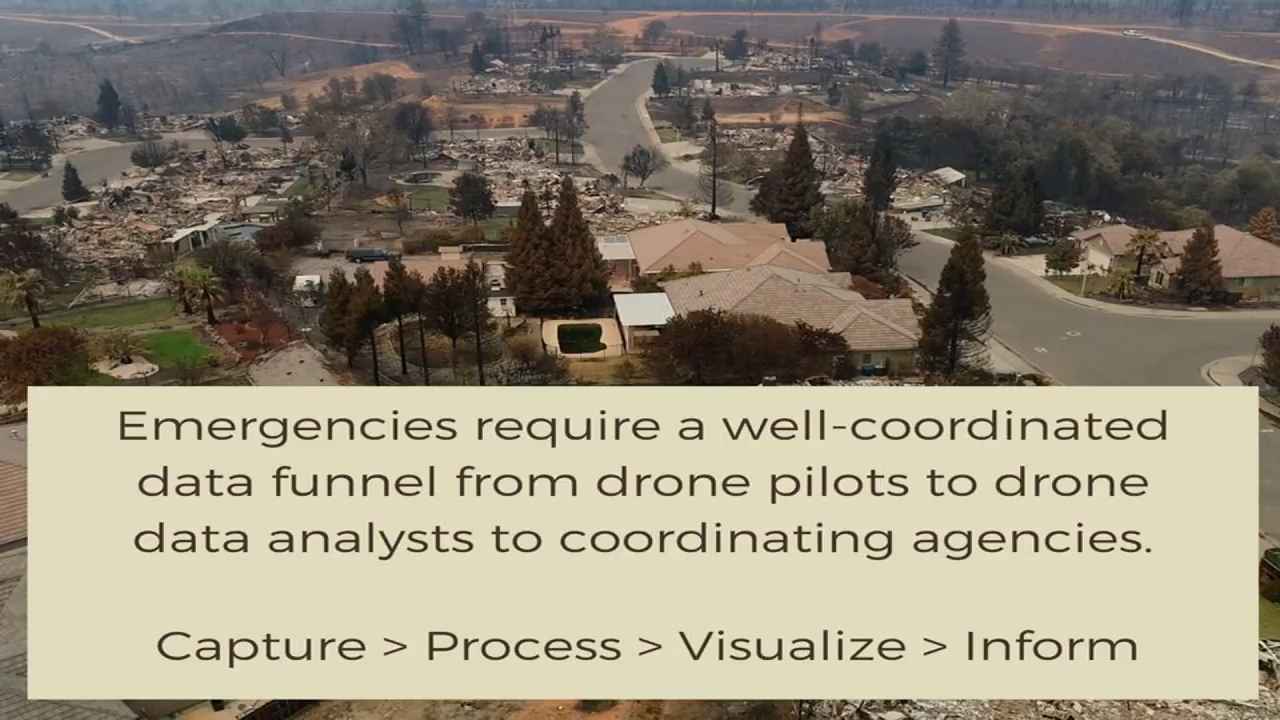 Emergencies require a well-coordinated
data funnel from drone pilots to drone
data analysts to coordinating agencies.
Capture > Process > Visualize > Inform